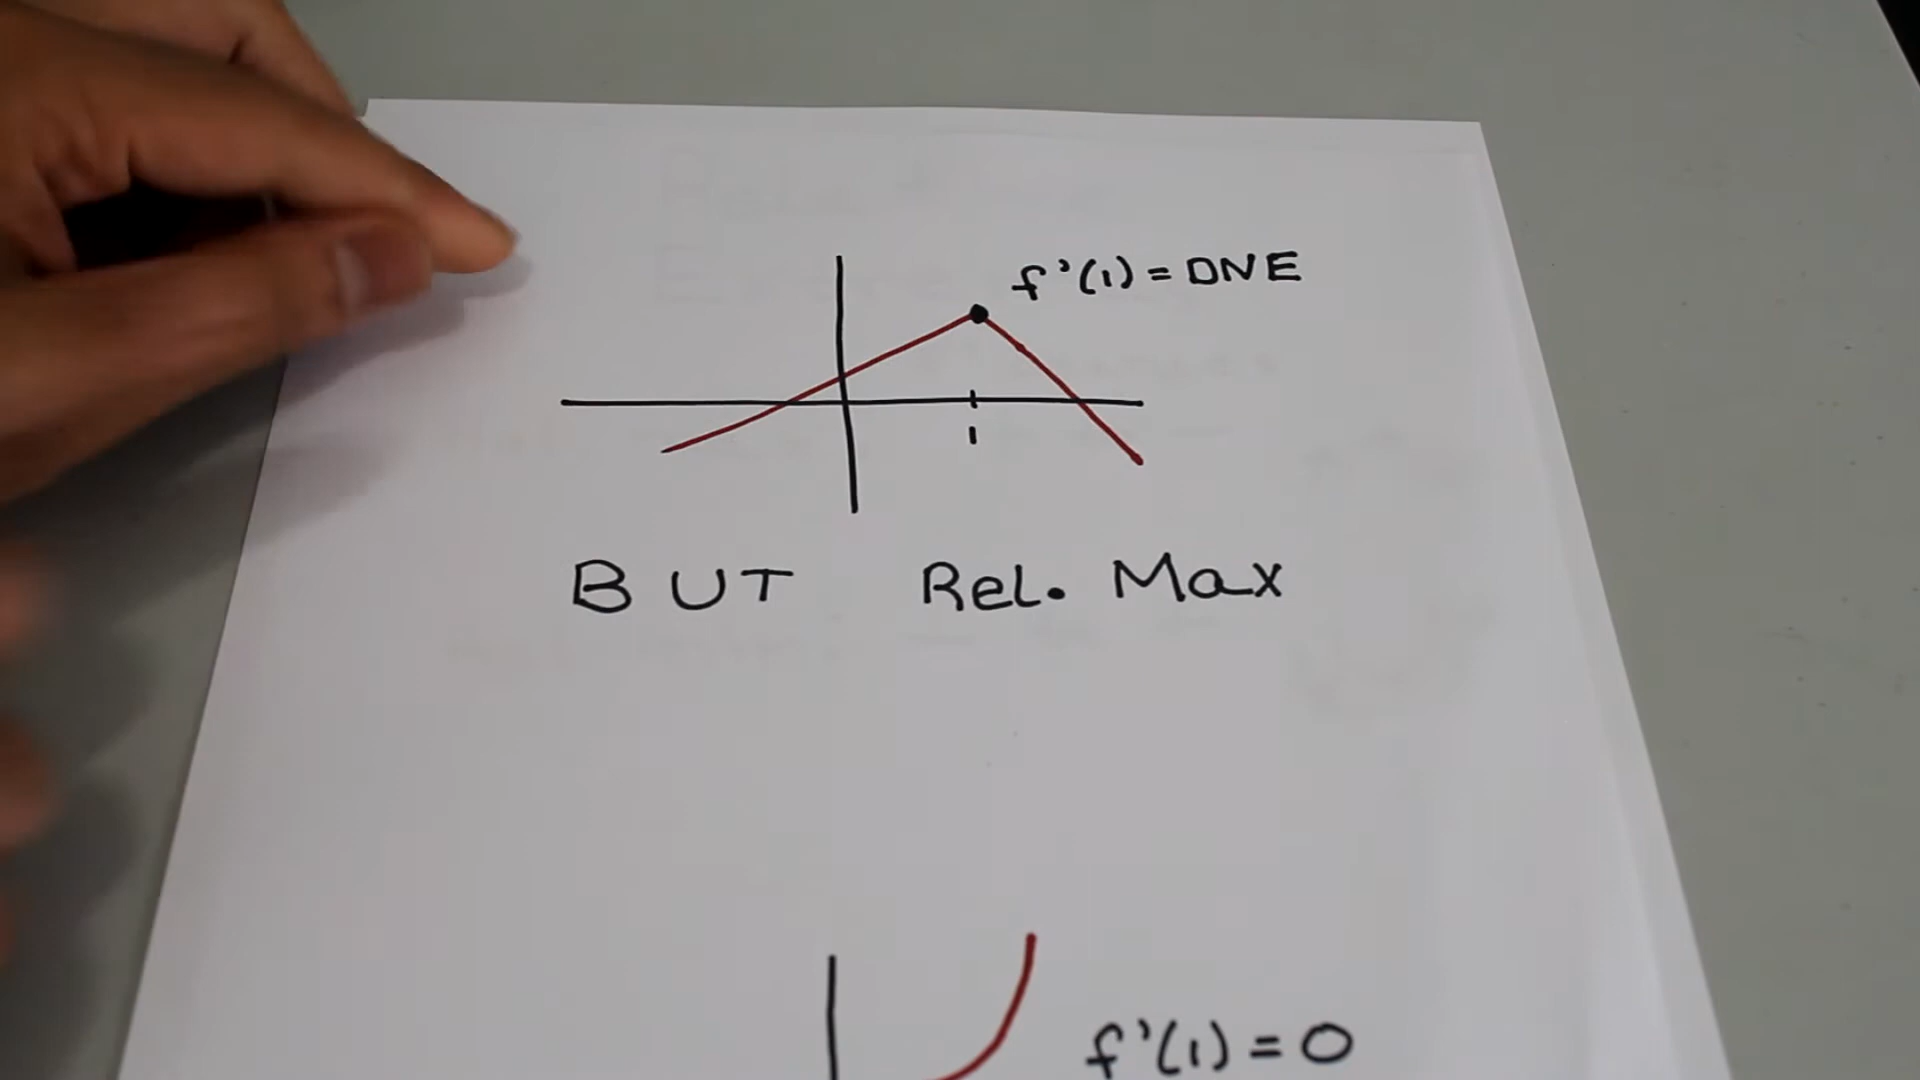 f'(1) = DNE
1
BUT Rel. Max
f'(1) = 0